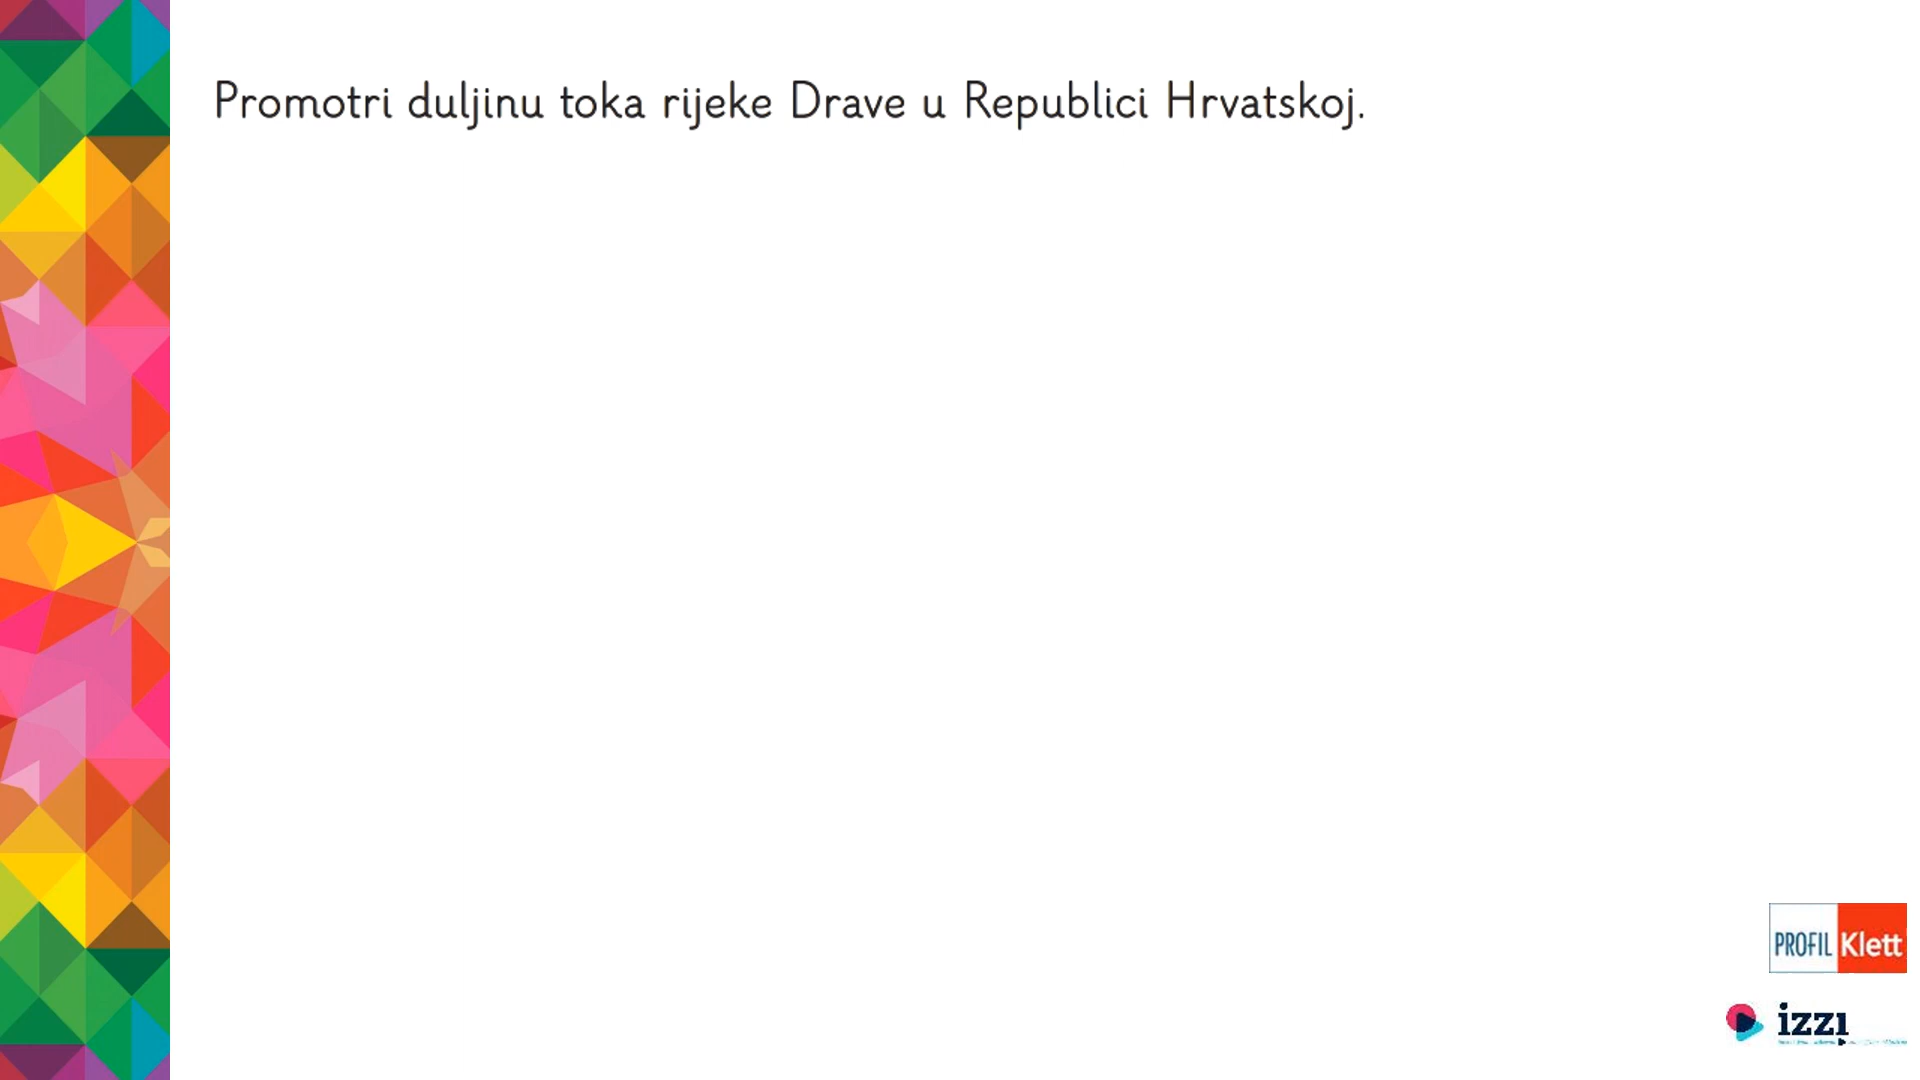 Promotri duljinu toka rijeke Drave u Republici Hrvatskoj.
PROFIL Klett
izzi